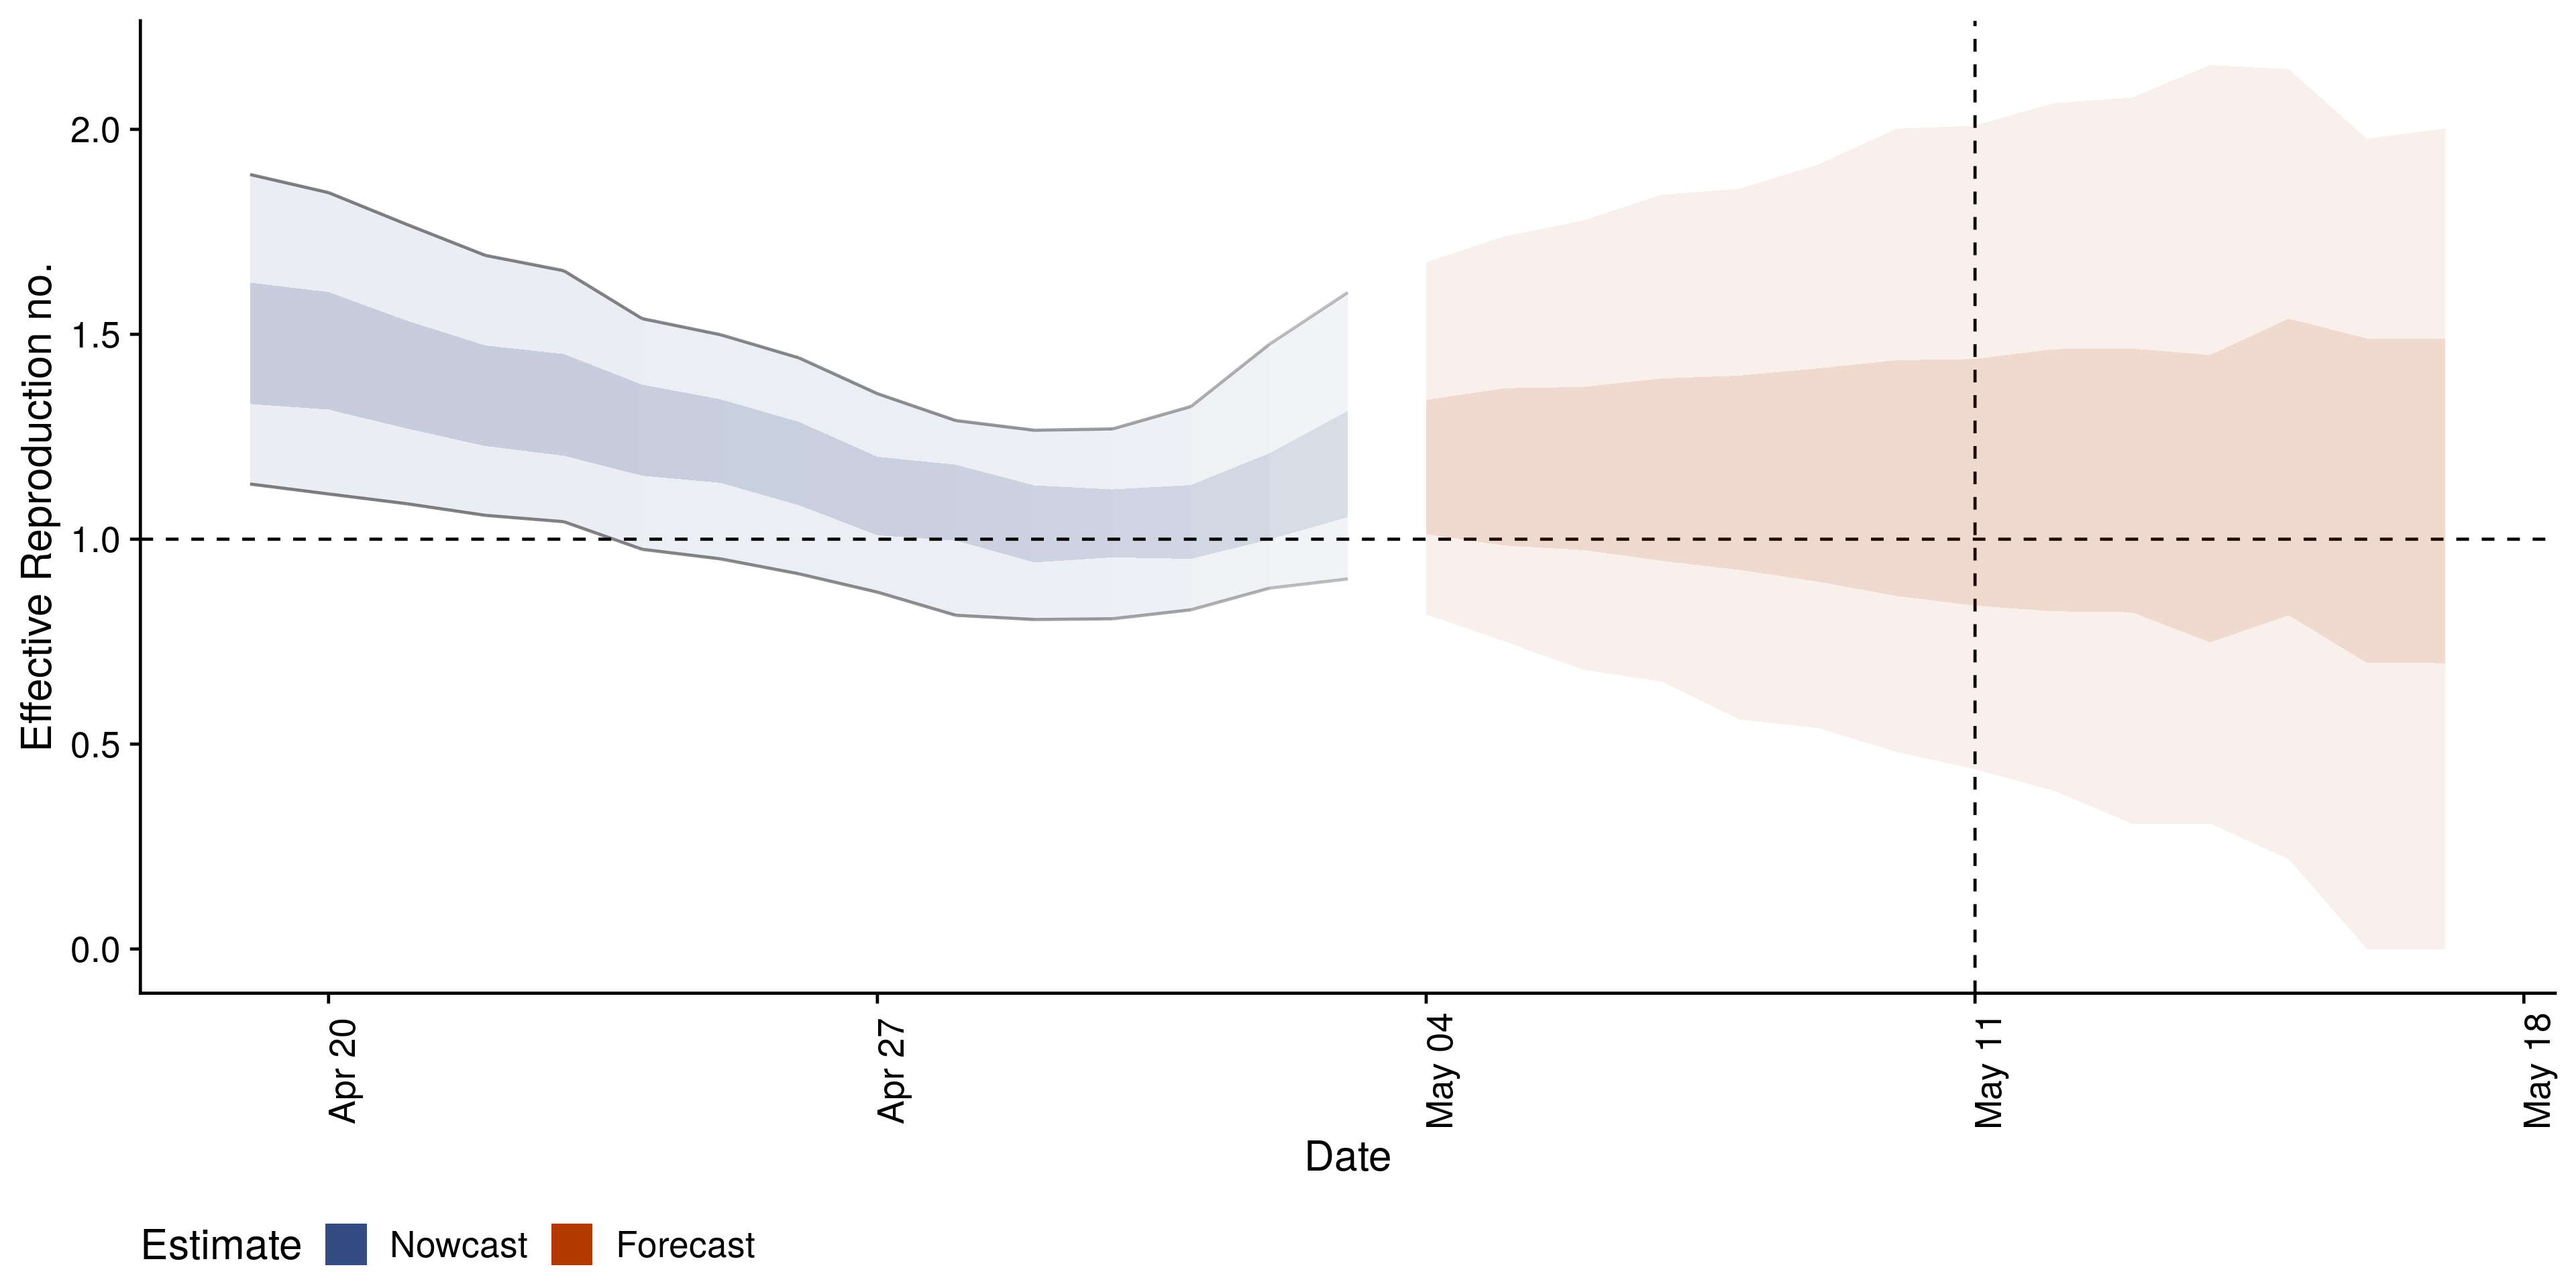 Effective Reproduction no.
2.0
1.5
1.0
0.5
0.0
Apr 20
Apr 27
May 04
May 11
May 18
Date
Estimate Nowcast Forecast